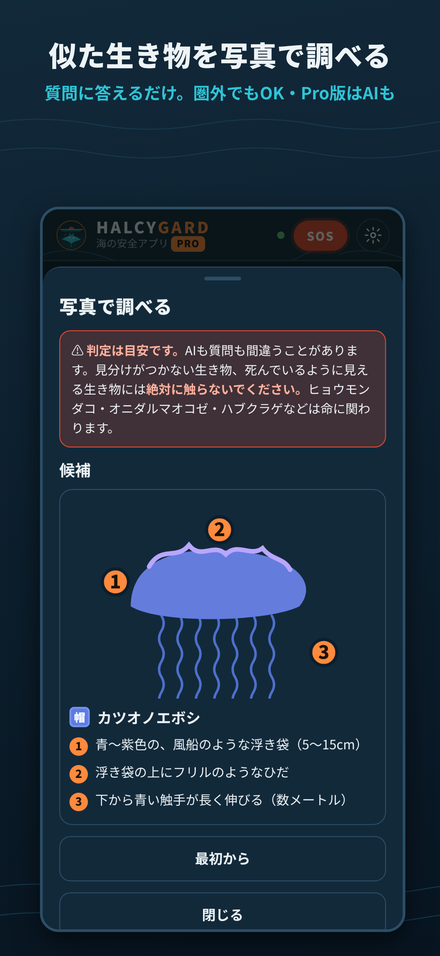 似た生き物を写真で調べる
質問に答えるだけ。圏外でもOK・Pro版はAIも
HALCYGARD
海の安全アプリ PRO
SOS
写真で調べる
⚠ 判定は目安です。AIも質問も間違うことがありま
す。見分けがつかない生き物、死んでいるように見え
る生き物には絶対に触らないでください。ヒョウモン
ダコ・オニダルマオコゼ・ハブクラゲなどは命に関わ
ります。
候補
2
1
3
帽 カツオノエボシ
1 青〜紫色の、風船のような浮き袋（5〜15cm）
2 浮き袋の上にフリルのようなひだ
3 下から青い触手が長く伸びる（数メートル）
最初から
閉じる